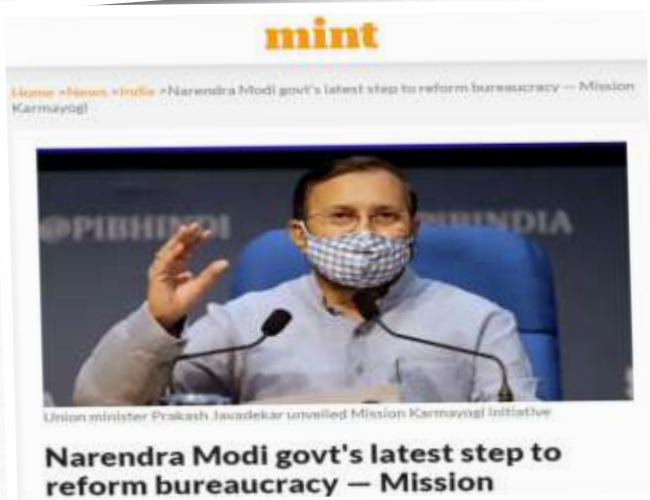 mint
Home >News >India >Narendra Modi govt's latest step to reform bureaucracy — Mission
Karmayogi
@PIBHINDI PIBINDIA
Union minister Prakash Javadekar unveiled Mission Karmayogi Initiative
Narendra Modi govt's latest step to
reform bureaucracy — Mission